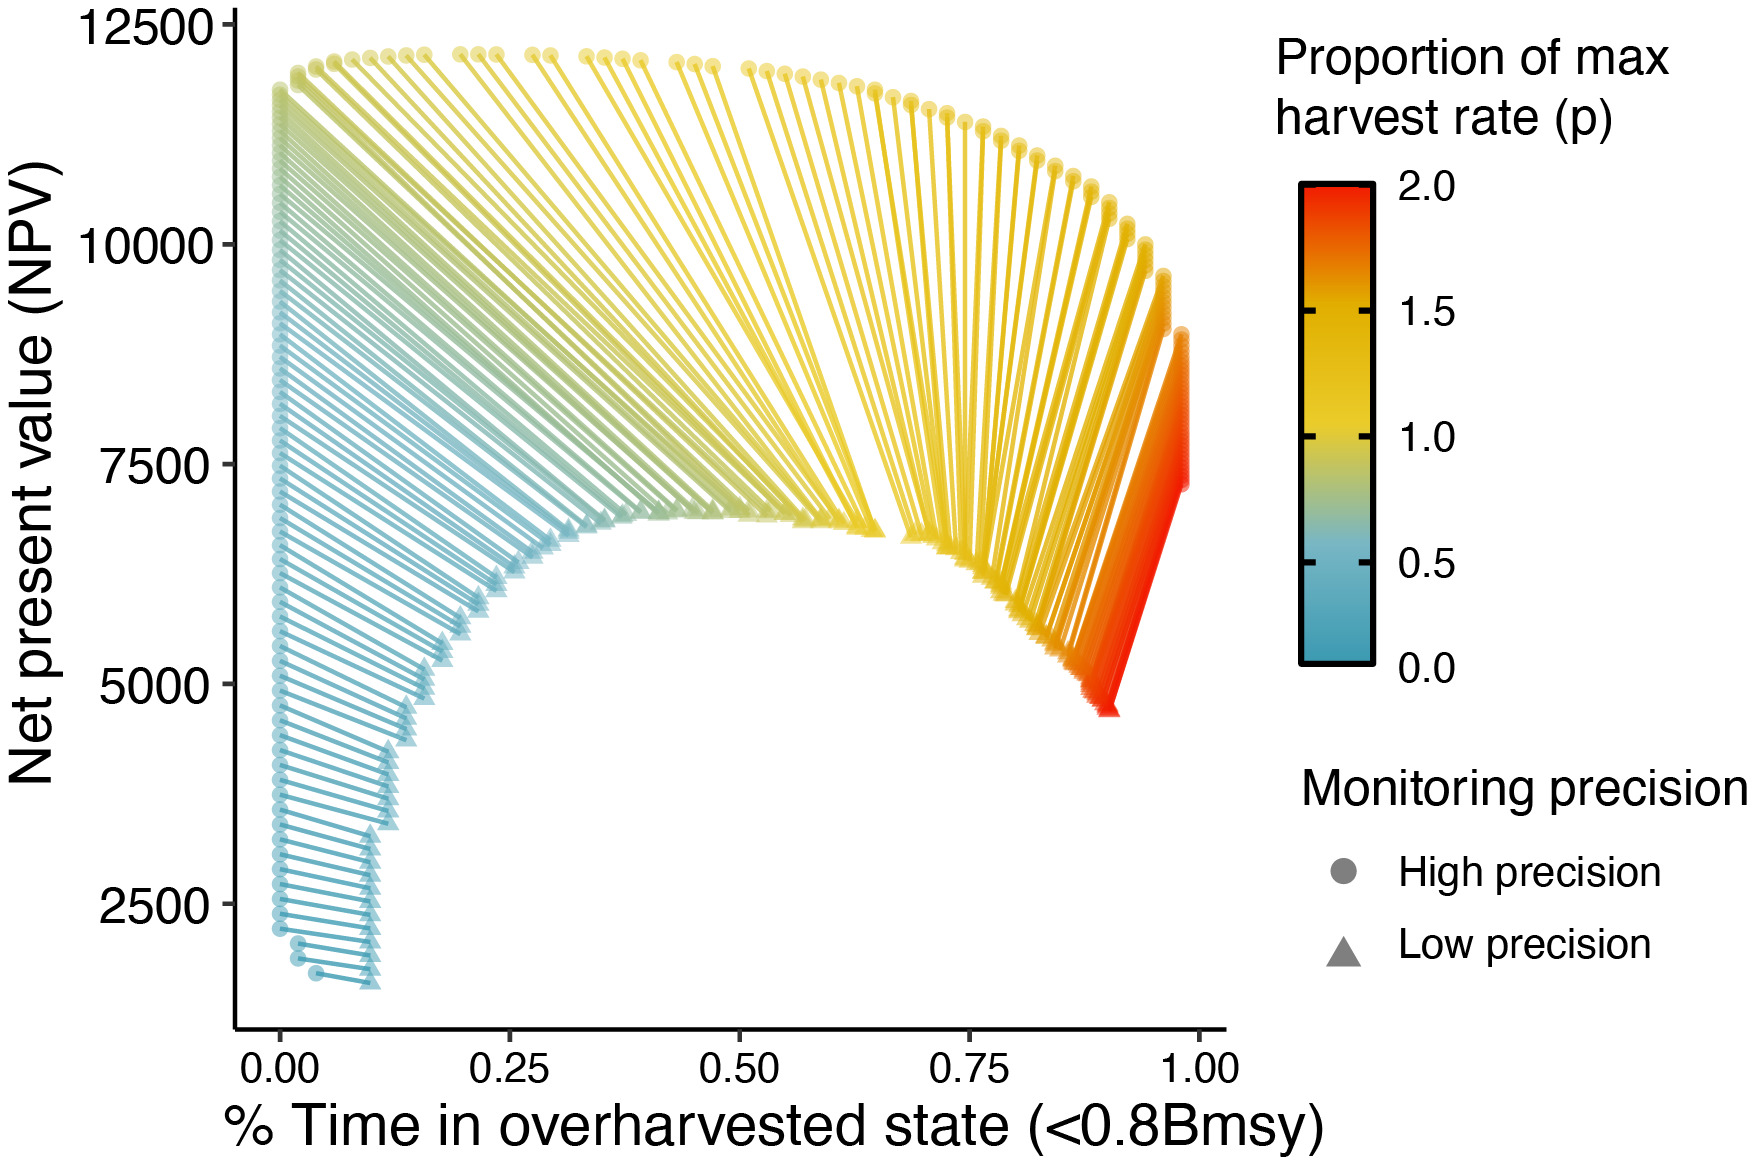 12500
10000
7500
5000
2500
Net present value (NPV)
0.00 0.25 0.50 0.75 1.00
% Time in overharvested state (<0.8Bmsy)
Proportion of max
harvest rate (p)
2.0
1.5
1.0
0.5
0.0
Monitoring precision
High precision
Low precision